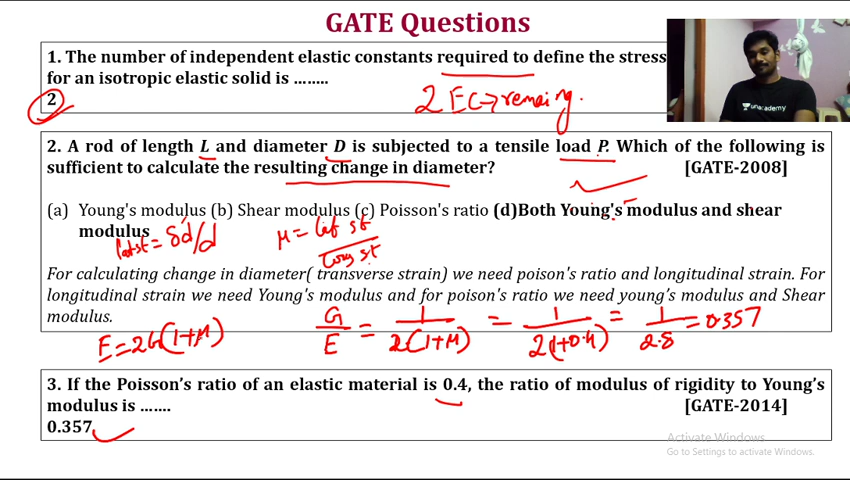 GATE Questions
1. The number of independent elastic constants required to define the stress
for an isotropic elastic solid is ........
2
2 EC → remaing.
unacademy
2. A rod of length L and diameter D is subjected to a tensile load P. Which of the following is
sufficient to calculate the resulting change in diameter? [GATE-2008]
(a) Young's modulus (b) Shear modulus (c) Poisson's ratio (d)Both Young's modulus and shear
modulus
lat st = δd/d
μ = lat st / long st
For calculating change in diameter( transverse strain) we need poison's ratio and longitudinal strain. For
longitudinal strain we need Young's modulus and for poison's ratio we need young's modulus and Shear
modulus.
E = 2G(1+μ)
G/E = 1/2(1+μ) = 1/2(1+0.4) = 1/2.8 = 0.357
3. If the Poisson's ratio of an elastic material is 0.4, the ratio of modulus of rigidity to Young's
modulus is ....... [GATE-2014]
0.357
Activate Windows
Go to Settings to activate Windows.